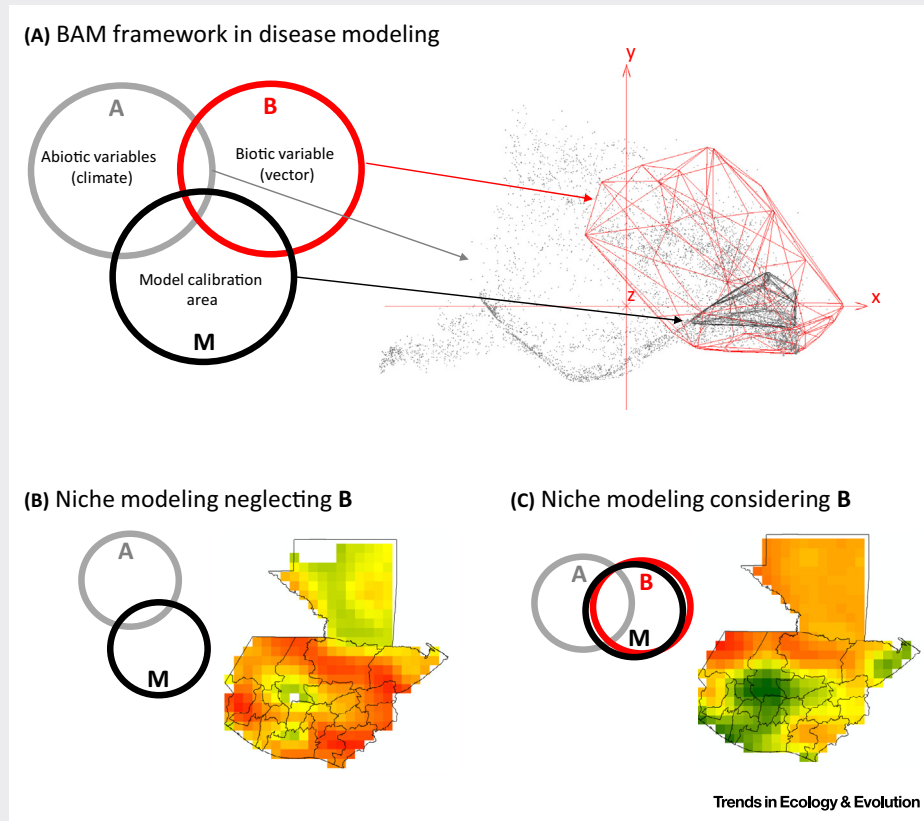 (A) BAM framework in disease modeling
A
B
Abiotic variables
(climate)
Biotic variable
(vector)
Model calibration
area
M
y
z
x
(B) Niche modeling neglecting B
A
M
(C) Niche modeling considering B
A
B
M
Trends in Ecology & Evolution